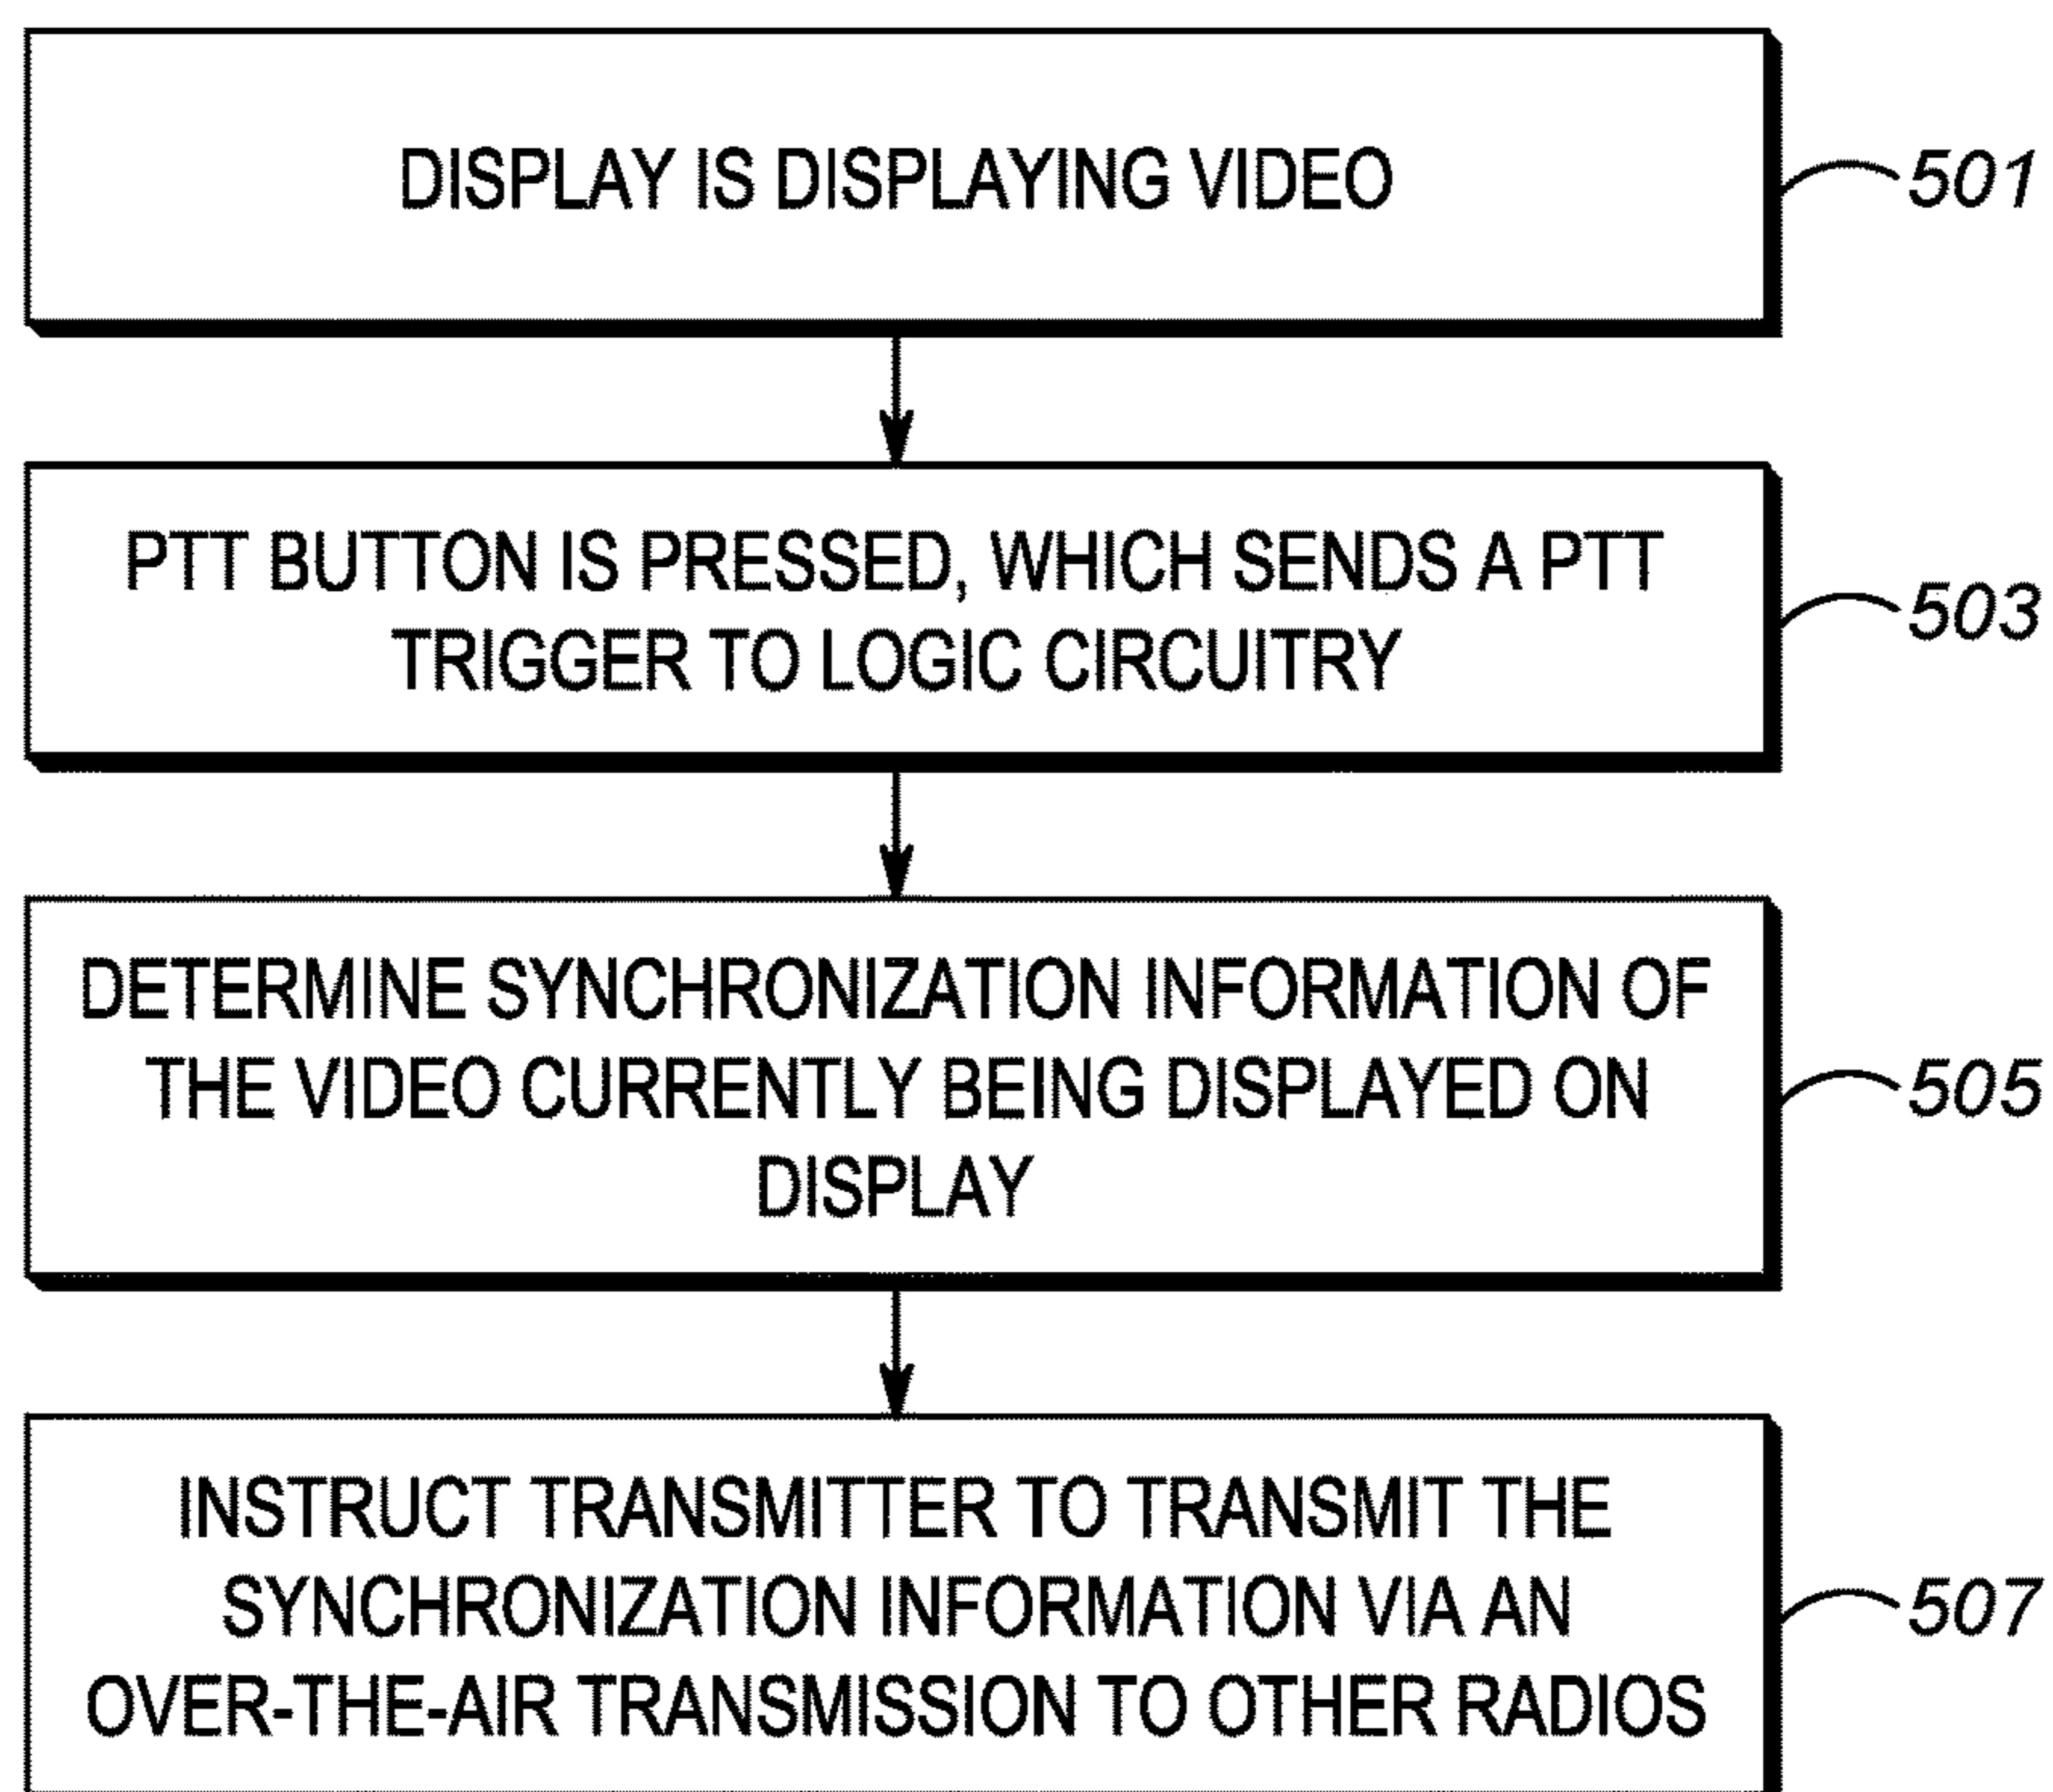 DISPLAY IS DISPLAYING VIDEO
501
PTT BUTTON IS PRESSED, WHICH SENDS A PTT
TRIGGER TO LOGIC CIRCUITRY
503
DETERMINE SYNCHRONIZATION INFORMATION OF
THE VIDEO CURRENTLY BEING DISPLAYED ON
DISPLAY
505
INSTRUCT TRANSMITTER TO TRANSMIT THE
SYNCHRONIZATION INFORMATION VIA AN
OVER-THE-AIR TRANSMISSION TO OTHER RADIOS
507